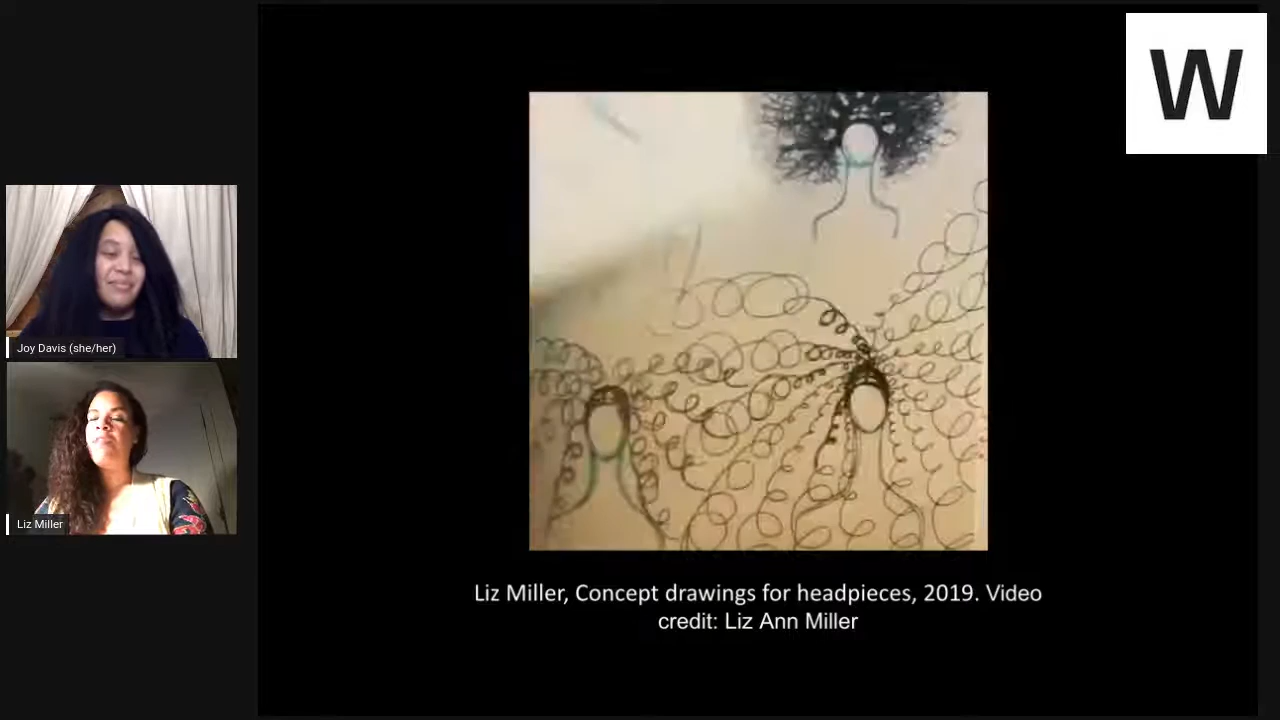 W
Joy Davis (she/her)
Liz Miller
Liz Miller, Concept drawings for headpieces, 2019. Video
credit: Liz Ann Miller